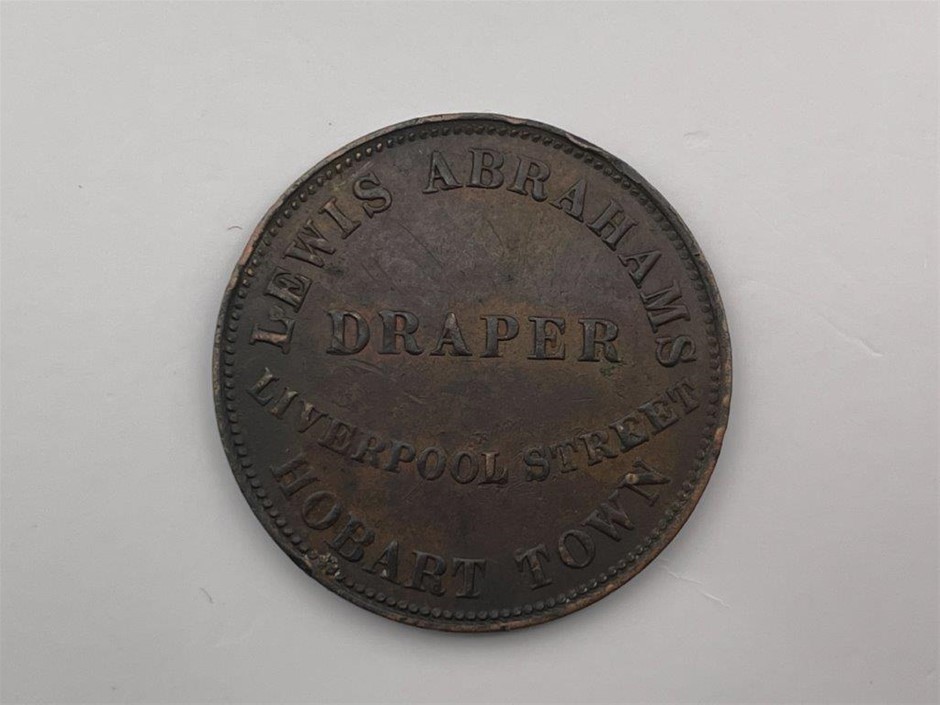 LEWIS ABRAHAMS
DRAPER
LIVERPOOL STREET
HOBART TOWN